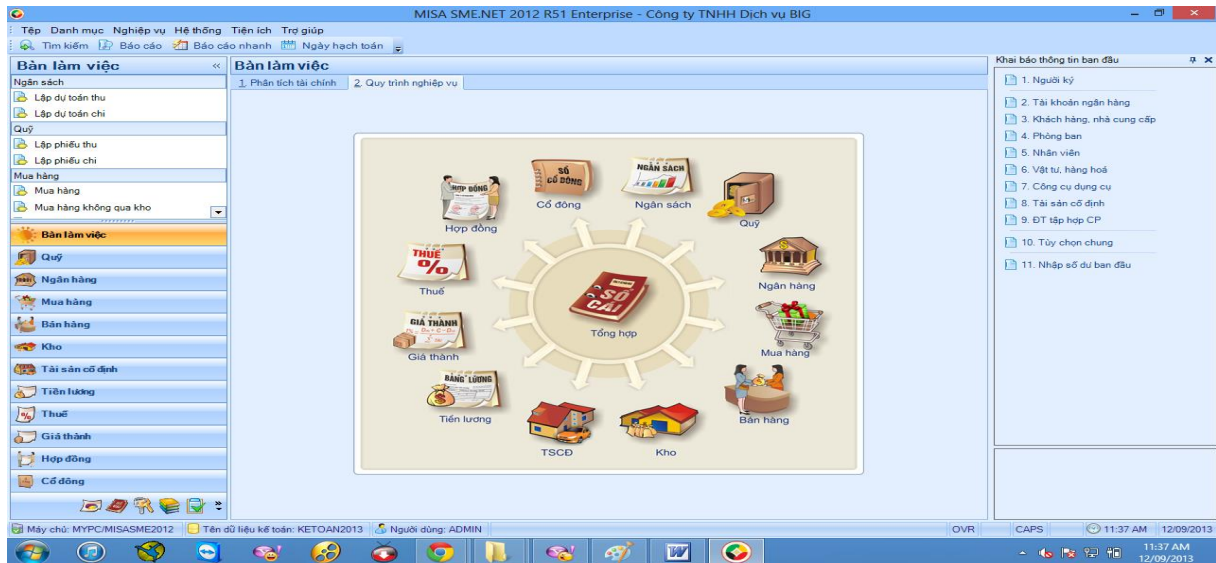 MISA SME.NET 2012 R51 Enterprise - Công ty TNHH Dịch vụ BIG
Tệp Danh mục Nghiệp vụ Hệ thống Tiện ích Trợ giúp
Tìm kiếm Báo cáo Báo cáo nhanh Ngày hạch toán
Bàn làm việc «
Ngân sách
Lập dự toán thu
Lập dự toán chi
Quỹ
Lập phiếu thu
Lập phiếu chi
Mua hàng
Mua hàng
Mua hàng không qua kho
Bàn làm việc
Quỹ
Ngân hàng
Mua hàng
Bán hàng
Kho
Tài sản cố định
Tiền lương
Thuế
Giá thành
Hợp đồng
Cổ đông
Bàn làm việc
1. Phân tích tài chính 2. Quy trình nghiệp vụ
HỢP ĐỒNG
Hợp đồng
SỔ CỔ ĐÔNG
Cổ đông
NGÂN SÁCH
Ngân sách
Quỹ
THUẾ
%
Thuế
Ngân hàng
SỔ CÁI
Tổng hợp
GIÁ THÀNH
Giá thành
Mua hàng
BẢNG LƯƠNG
Tiền lương
Bán hàng
TSCĐ
Kho
Khai báo thông tin ban đầu
1. Người ký
2. Tài khoản ngân hàng
3. Khách hàng, nhà cung cấp
4. Phòng ban
5. Nhân viên
6. Vật tư, hàng hoá
7. Công cụ dụng cụ
8. Tài sản cố định
9. ĐT tập hợp CP
10. Tùy chọn chung
11. Nhập số dư ban đầu
Máy chủ: MYPC/MISASME2012 Tên dữ liệu kế toán: KETOAN2013 Người dùng: ADMIN OVR CAPS 11:37 AM 12/09/2013
11:37 AM
12/09/2013